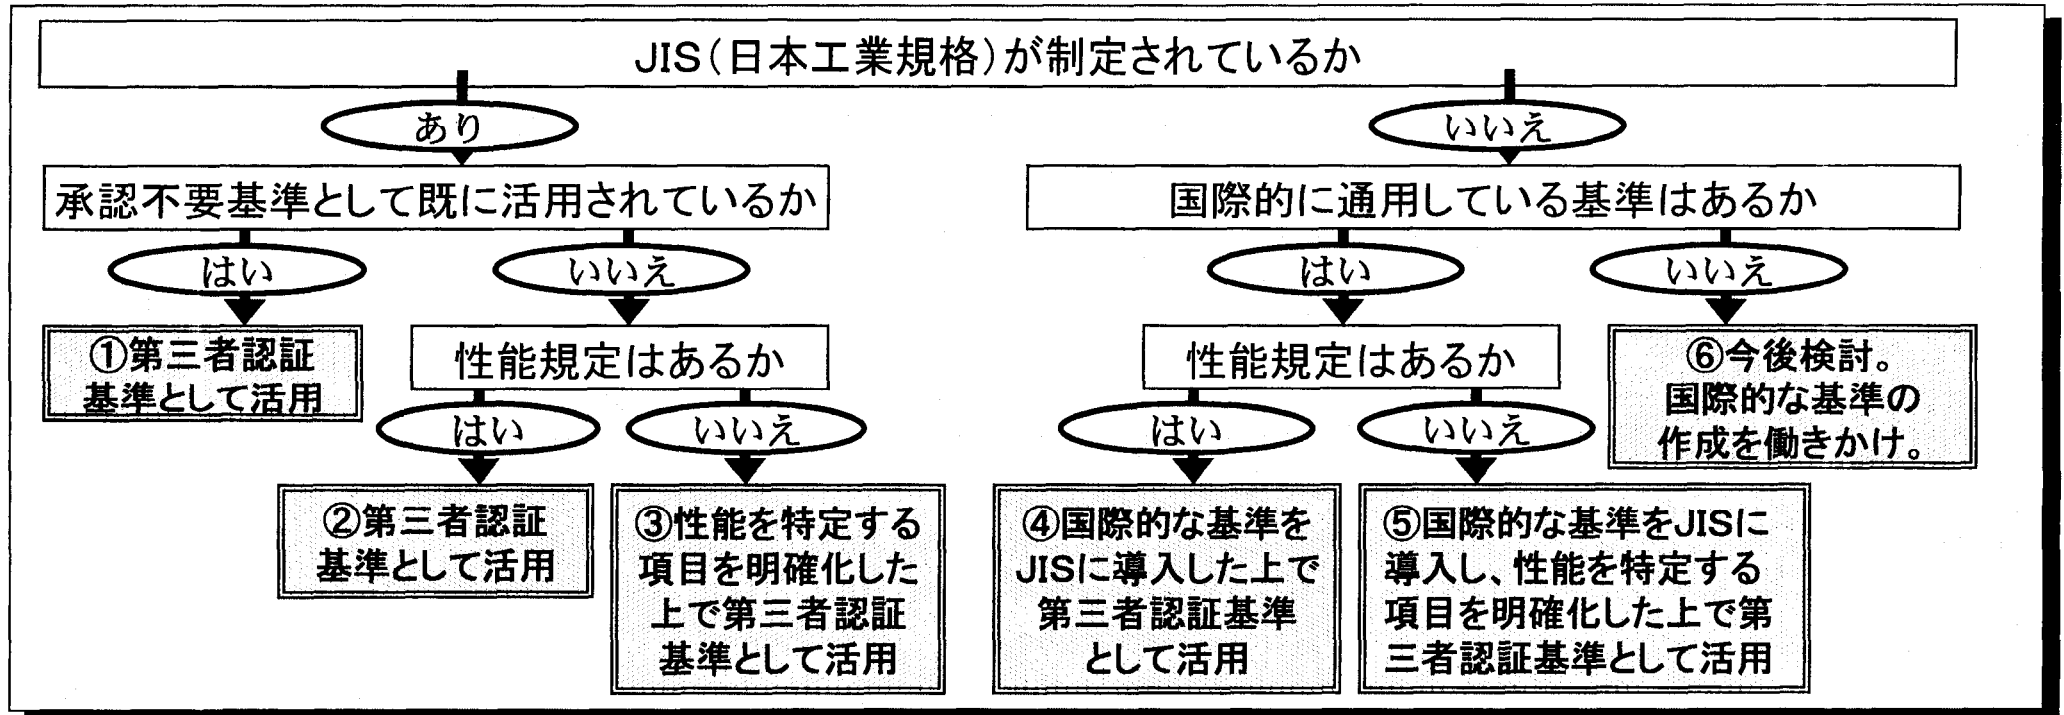 JIS(日本工業規格)が制定されているか
あり
いいえ
承認不要基準として既に活用されているか
国際的に通用している基準はあるか
はい
いいえ
はい
いいえ
①第三者認証
基準として活用
性能規定はあるか
性能規定はあるか
⑥今後検討。
国際的な基準の
作成を働きかけ。
はい
いいえ
はい
いいえ
②第三者認証
基準として活用
③性能を特定する
項目を明確化した
上で第三者認証
基準として活用
④国際的な基準を
JISに導入した上で
第三者認証基準
として活用
⑤国際的な基準をJISに
導入し、性能を特定する
項目を明確化した上で第
三者認証基準として活用